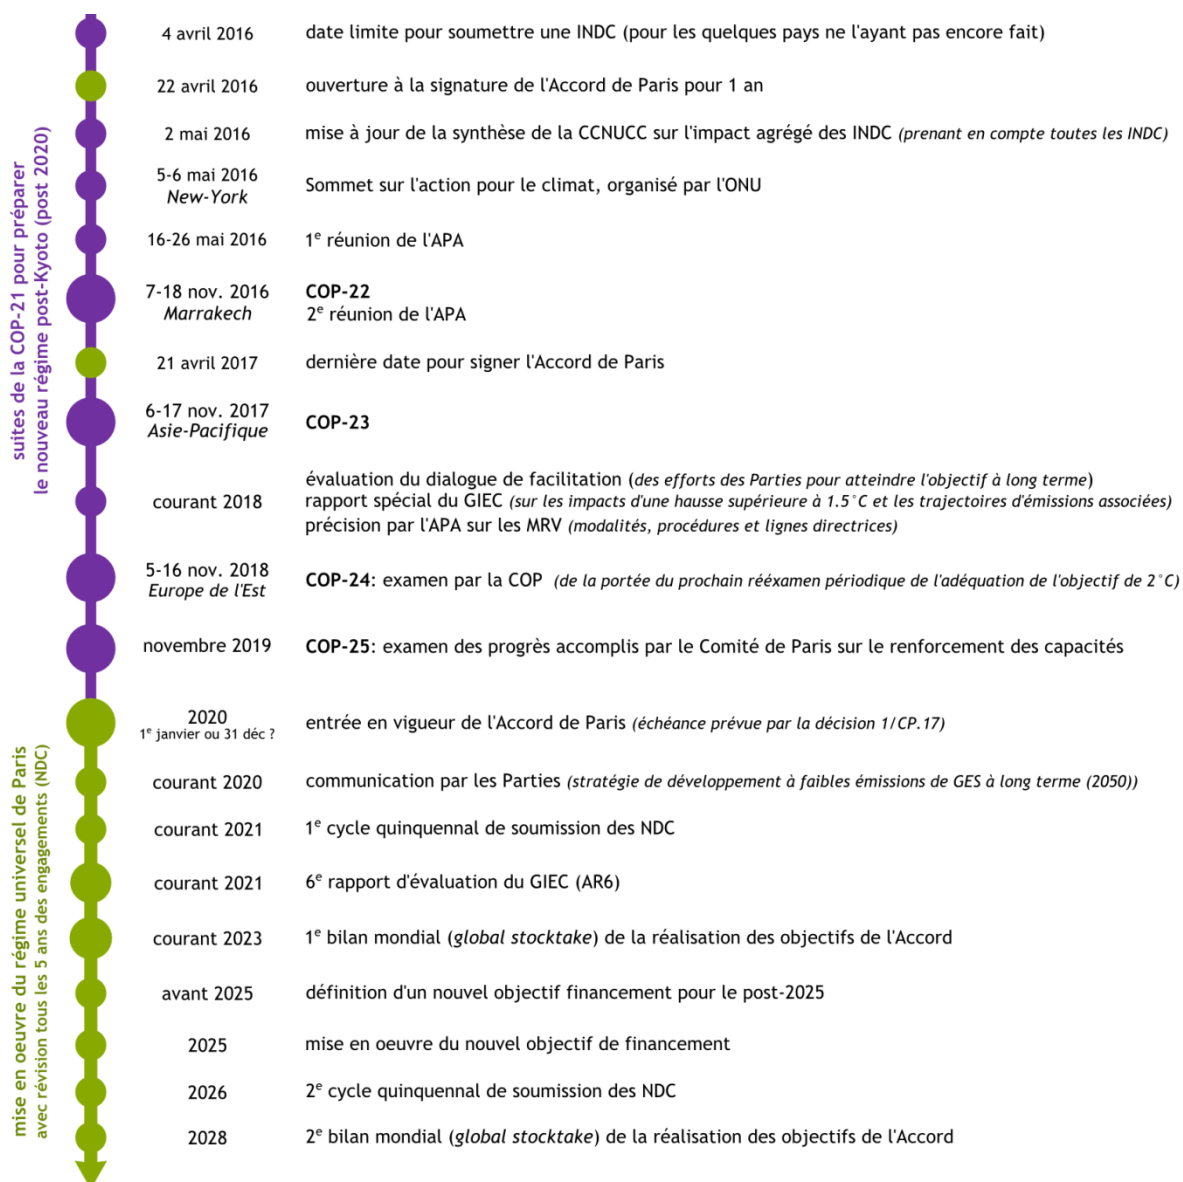 suites de la COP-21 pour préparer
le nouveau régime post-Kyoto (post 2020)
4 avril 2016 date limite pour soumettre une INDC (pour les quelques pays ne l'ayant pas encore fait)
22 avril 2016 ouverture à la signature de l'Accord de Paris pour 1 an
2 mai 2016 mise à jour de la synthèse de la CCNUCC sur l'impact agrégé des INDC (prenant en compte toutes les INDC)
5-6 mai 2016
New-York
Sommet sur l'action pour le climat, organisé par l'ONU
16-26 mai 2016 1e réunion de l'APA
7-18 nov. 2016 COP-22
Marrakech 2e réunion de l'APA
21 avril 2017 dernière date pour signer l'Accord de Paris
6-17 nov. 2017
Asie-Pacifique
COP-23
courant 2018
évaluation du dialogue de facilitation (des efforts des Parties pour atteindre l'objectif à long terme)
rapport spécial du GIEC (sur les impacts d'une hausse supérieure à 1.5°C et les trajectoires d'émissions associées)
précision par l'APA sur les MRV (modalités, procédures et lignes directrices)
5-16 nov. 2018
Europe de l'Est
COP-24: examen par la COP (de la portée du prochain rééxamen périodique de l'adéquation de l'objectif de 2°C)
novembre 2019 COP-25: examen des progrès accomplis par le Comité de Paris sur le renforcement des capacités
mise en oeuvre du régime universel de Paris
avec révision tous les 5 ans des engagements (NDC)
2020
1e janvier ou 31 déc ?
entrée en vigueur de l'Accord de Paris (échéance prévue par la décision 1/CP.17)
courant 2020 communication par les Parties (stratégie de développement à faibles émissions de GES à long terme (2050))
courant 2021 1e cycle quinquennal de soumission des NDC
courant 2021 6e rapport d'évaluation du GIEC (AR6)
courant 2023 1e bilan mondial (global stocktake) de la réalisation des objectifs de l'Accord
avant 2025 définition d'un nouvel objectif financement pour le post-2025
2025 mise en oeuvre du nouvel objectif de financement
2026 2e cycle quinquennal de soumission des NDC
2028 2e bilan mondial (global stocktake) de la réalisation des objectifs de l'Accord